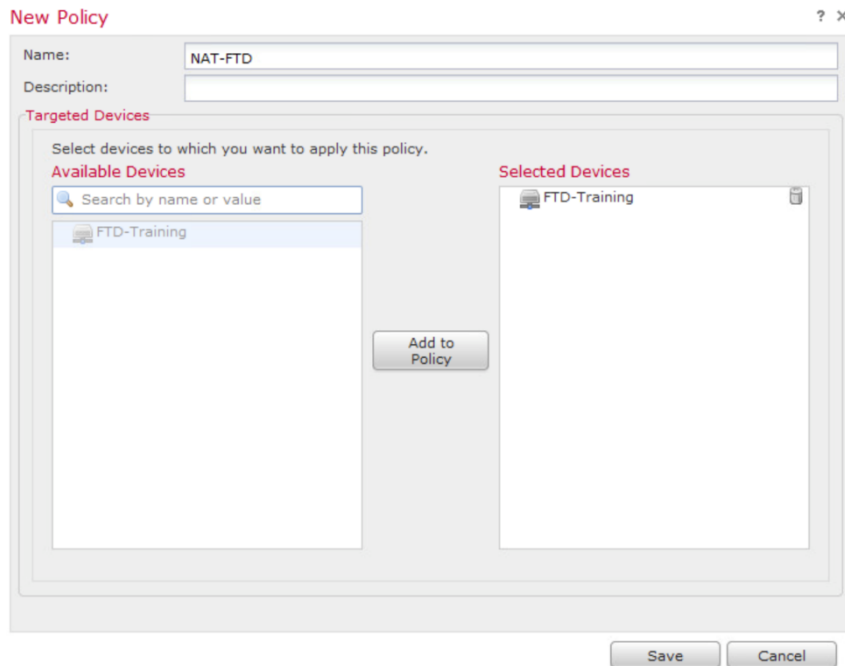 New Policy ? X
Name: NAT-FTD
Description:
Targeted Devices
Select devices to which you want to apply this policy.
Available Devices
Search by name or value
FTD-Training
Add to
Policy
Selected Devices
FTD-Training
Save Cancel